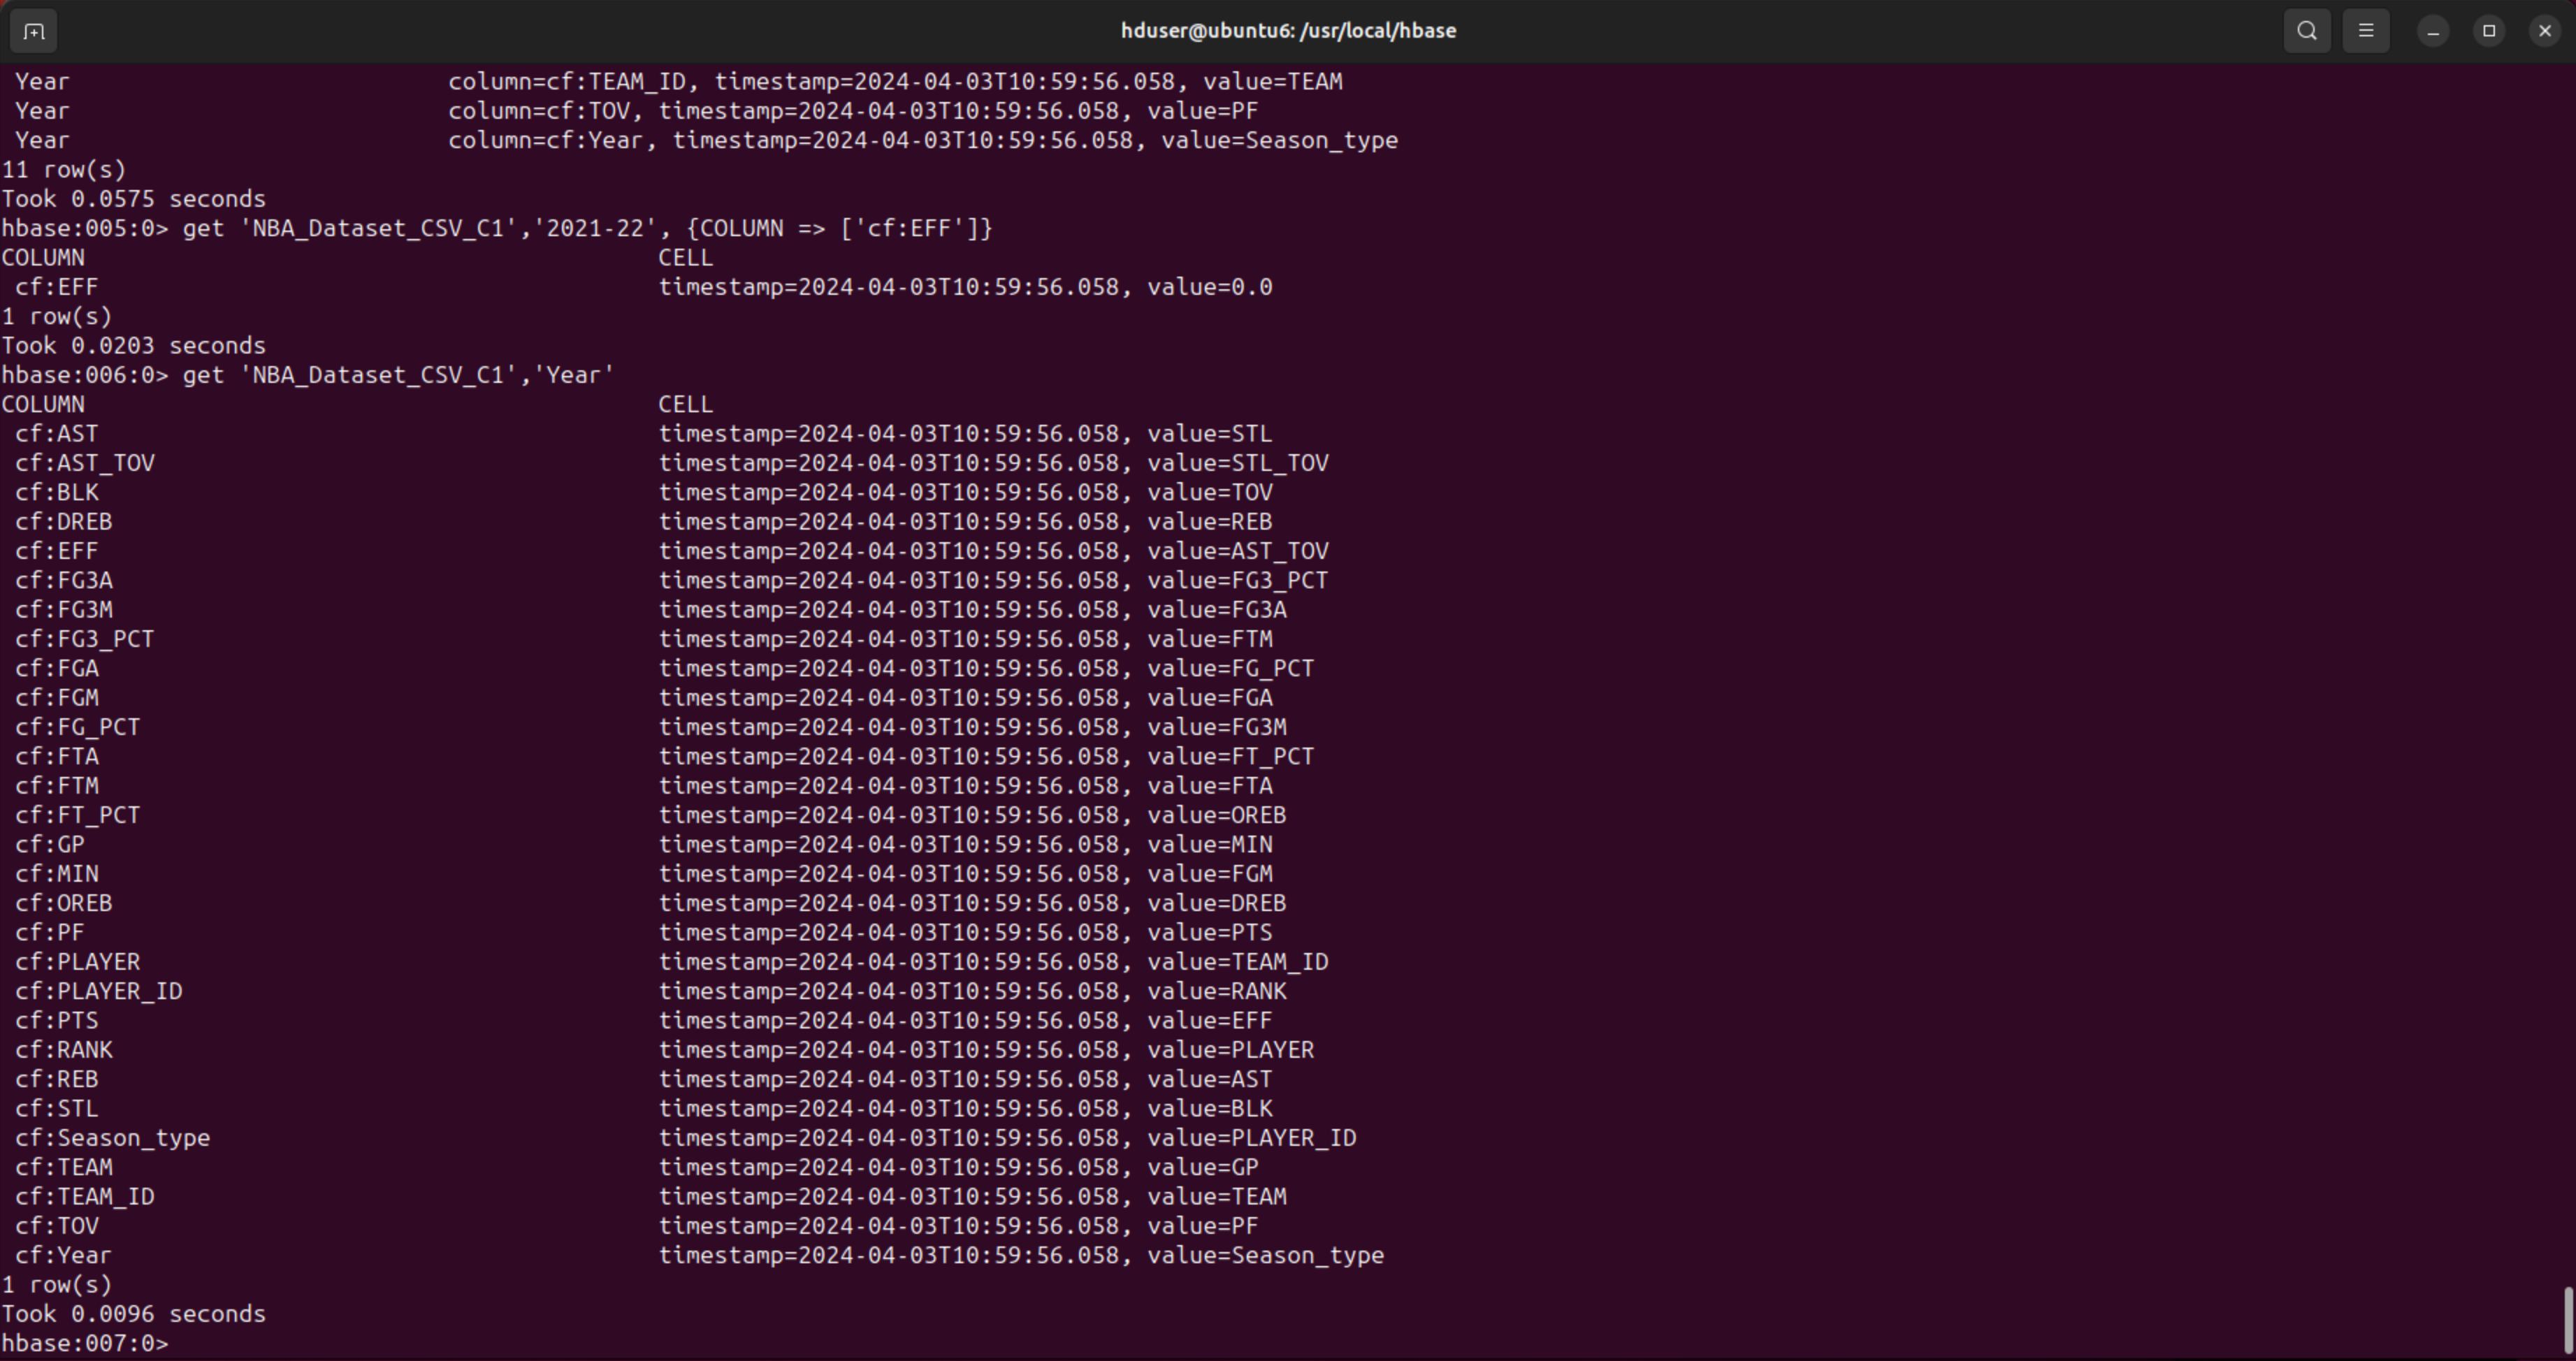 hduser@ubuntu6: /usr/local/hbase
Year column=cf:TEAM_ID, timestamp=2024-04-03T10:59:56.058, value=TEAM
Year column=cf:TOV, timestamp=2024-04-03T10:59:56.058, value=PF
Year column=cf:Year, timestamp=2024-04-03T10:59:56.058, value=Season_type
11 row(s)
Took 0.0575 seconds
hbase:005:0> get 'NBA_Dataset_CSV_C1','2021-22', {COLUMN => ['cf:EFF']}
COLUMN CELL
cf:EFF timestamp=2024-04-03T10:59:56.058, value=0.0
1 row(s)
Took 0.0203 seconds
hbase:006:0> get 'NBA_Dataset_CSV_C1','Year'
COLUMN CELL
cf:AST timestamp=2024-04-03T10:59:56.058, value=STL
cf:AST_TOV timestamp=2024-04-03T10:59:56.058, value=STL_TOV
cf:BLK timestamp=2024-04-03T10:59:56.058, value=TOV
cf:DREB timestamp=2024-04-03T10:59:56.058, value=REB
cf:EFF timestamp=2024-04-03T10:59:56.058, value=AST_TOV
cf:FG3A timestamp=2024-04-03T10:59:56.058, value=FG3_PCT
cf:FG3M timestamp=2024-04-03T10:59:56.058, value=FG3A
cf:FG3_PCT timestamp=2024-04-03T10:59:56.058, value=FTM
cf:FGA timestamp=2024-04-03T10:59:56.058, value=FG_PCT
cf:FGM timestamp=2024-04-03T10:59:56.058, value=FGA
cf:FG_PCT timestamp=2024-04-03T10:59:56.058, value=FG3M
cf:FTA timestamp=2024-04-03T10:59:56.058, value=FT_PCT
cf:FTM timestamp=2024-04-03T10:59:56.058, value=FTA
cf:FT_PCT timestamp=2024-04-03T10:59:56.058, value=OREB
cf:GP timestamp=2024-04-03T10:59:56.058, value=MIN
cf:MIN timestamp=2024-04-03T10:59:56.058, value=FGM
cf:OREB timestamp=2024-04-03T10:59:56.058, value=DREB
cf:PF timestamp=2024-04-03T10:59:56.058, value=PTS
cf:PLAYER timestamp=2024-04-03T10:59:56.058, value=TEAM_ID
cf:PLAYER_ID timestamp=2024-04-03T10:59:56.058, value=RANK
cf:PTS timestamp=2024-04-03T10:59:56.058, value=EFF
cf:RANK timestamp=2024-04-03T10:59:56.058, value=PLAYER
cf:REB timestamp=2024-04-03T10:59:56.058, value=AST
cf:STL timestamp=2024-04-03T10:59:56.058, value=BLK
cf:Season_type timestamp=2024-04-03T10:59:56.058, value=PLAYER_ID
cf:TEAM timestamp=2024-04-03T10:59:56.058, value=GP
cf:TEAM_ID timestamp=2024-04-03T10:59:56.058, value=TEAM
cf:TOV timestamp=2024-04-03T10:59:56.058, value=PF
cf:Year timestamp=2024-04-03T10:59:56.058, value=Season_type
1 row(s)
Took 0.0096 seconds
hbase:007:0>